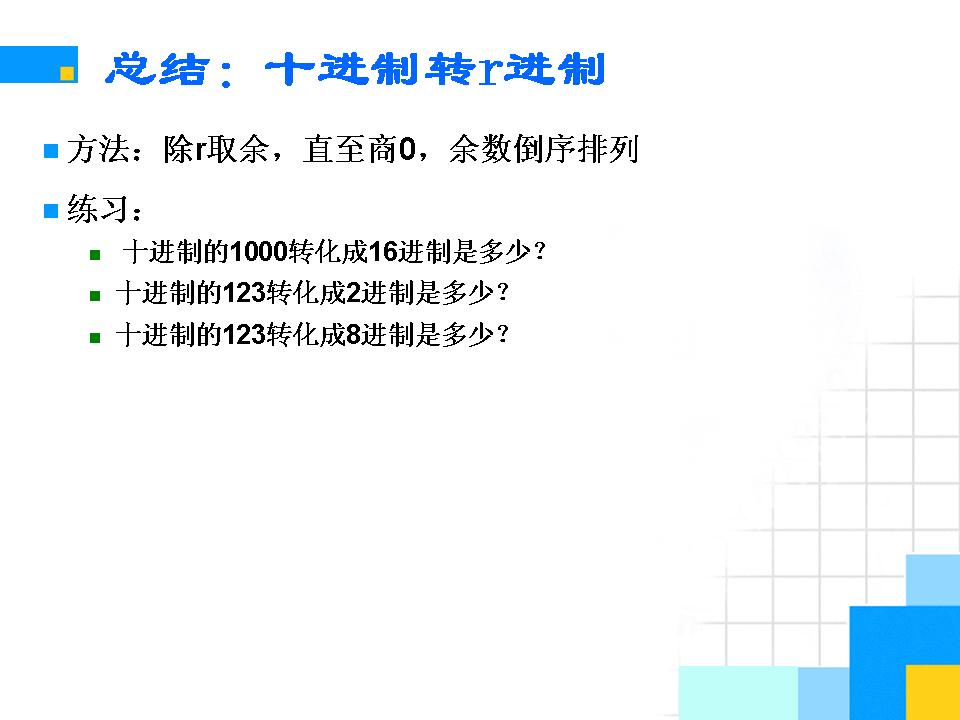 总结：十进制转r进制
方法：除r取余，直至商0，余数倒序排列
练习：
十进制的1000转化成16进制是多少？
十进制的123转化成2进制是多少？
十进制的123转化成8进制是多少？